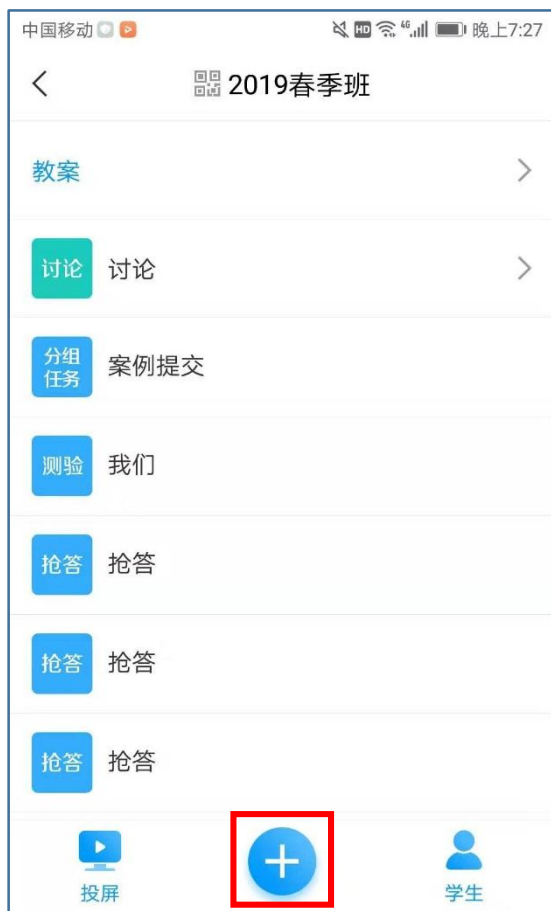 中国移动 HD 4G 晚上7:27
2019春季班
教案
讨论 讨论
分组
任务 案例提交
测验 我们
抢答 抢答
抢答 抢答
抢答 抢答
投屏 学生